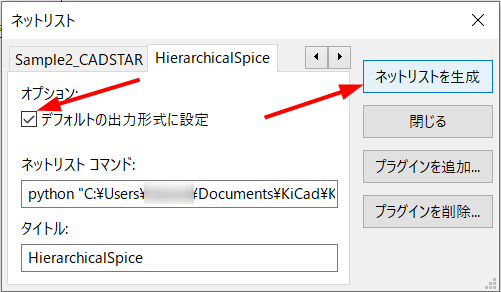 ネットリスト
Sample2_CADSTAR
HierarchicalSpice
オプション:
デフォルトの出力形式に設定
ネットリスト コマンド:
python "C:¥Users¥ ¥Documents¥KiCad¥K
タイトル:
HierarchicalSpice
ネットリストを生成
閉じる
プラグインを追加...
プラグインを削除...